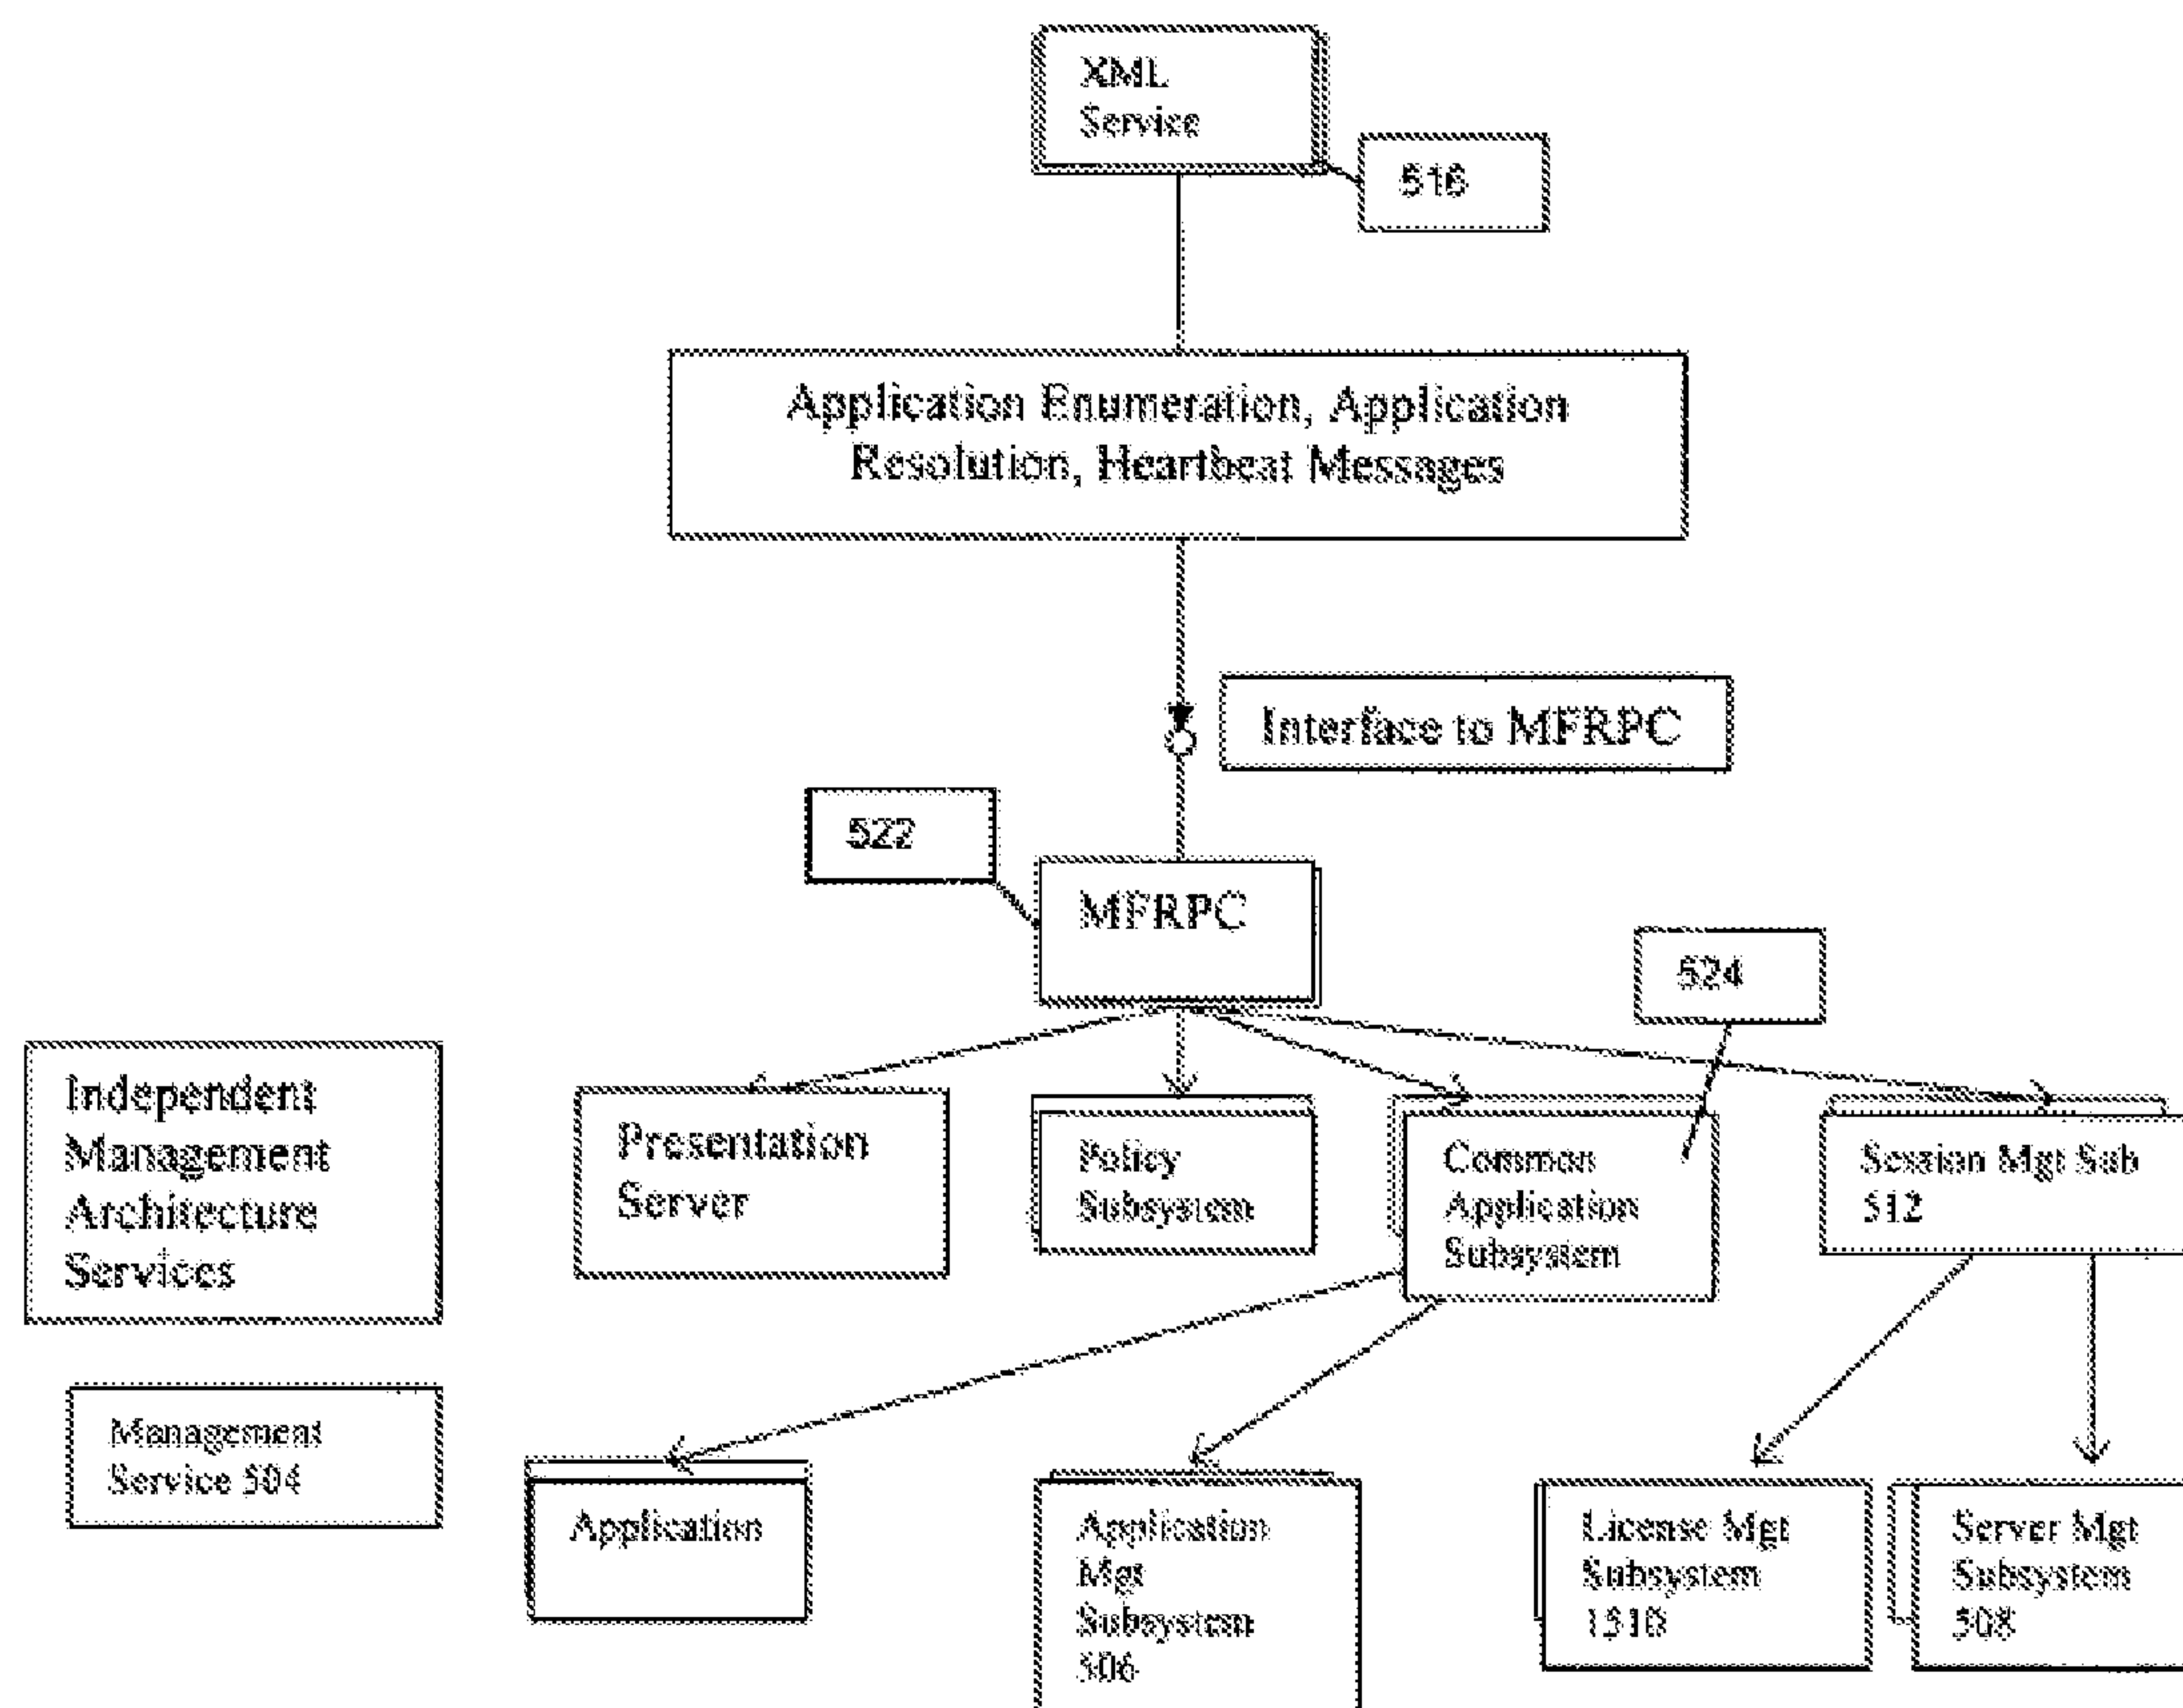 XML
Service
516
Application Enumeration, Application
Resolution, Heartbeat Messages
Interface to MFRPC
522
MFRPC
524
Independent
Management
Architecture
Services
Presentation
Server
Policy
Subsystem
Common
Application
Subsystem
Session Mgt Sub
512
Management
Service 504
Application
Application
Mgt
Subsystem
506
License Mgt
Subsystem
1510
Server Mgt
Subsystem
508